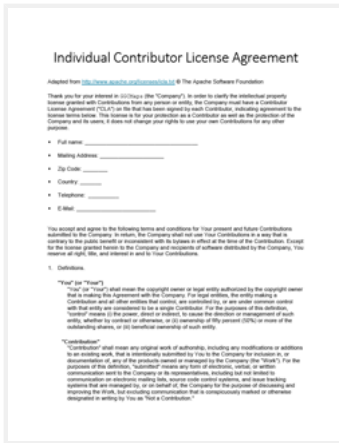 Individual Contributor License Agreement
Adapted from http://www.apache.org/licenses/icla.txt © The Apache Software Foundation
Thank you for your interest in (the "Company"). In order to clarify the intellectual property
license granted with Contributions from any person or entity, the Company must have a Contributor
License Agreement ("CLA") on file that has been signed by each Contributor, indicating agreement to the
license terms below. This license is for your protection as a Contributor as well as the protection of the
Company and its users; it does not change your rights to use your own Contributions for any other
purpose.
• Full name: ____________________
• Mailing Address: ____________________
• Zip Code: ______
• Country: ______
• Telephone: ________
• E-Mail: ____________________
You accept and agree to the following terms and conditions for Your present and future Contributions
submitted to the Company. In return, the Company shall not use Your Contributions in a way that is
contrary to the public benefit or inconsistent with its bylaws in effect at the time of the Contribution. Except
for the license granted herein to the Company and recipients of software distributed by the Company, You
reserve all right, title, and interest in and to Your Contributions.
1. Definitions.
"You" (or "Your")
"You" (or "Your") shall mean the copyright owner or legal entity authorized by the copyright owner
that is making this Agreement with the Company. For legal entities, the entity making a
Contribution and all other entities that control, are controlled by, or are under common control
with that entity are considered to be a single Contributor. For the purposes of this definition,
"control" means (i) the power, direct or indirect, to cause the direction or management of such
entity, whether by contract or otherwise, or (ii) ownership of fifty percent (50%) or more of the
outstanding shares, or (iii) beneficial ownership of such entity.
"Contribution"
"Contribution" shall mean any original work of authorship, including any modifications or additions
to an existing work, that is intentionally submitted by You to the Company for inclusion in, or
documentation of, any of the products owned or managed by the Company (the "Work"). For the
purposes of this definition, "submitted" means any form of electronic, verbal, or written
communication sent to the Company or its representatives, including but not limited to
communication on electronic mailing lists, source code control systems, and issue tracking
systems that are managed by, or on behalf of, the Company for the purpose of discussing and
improving the Work, but excluding communication that is conspicuously marked or otherwise
designated in writing by You as "Not a Contribution."